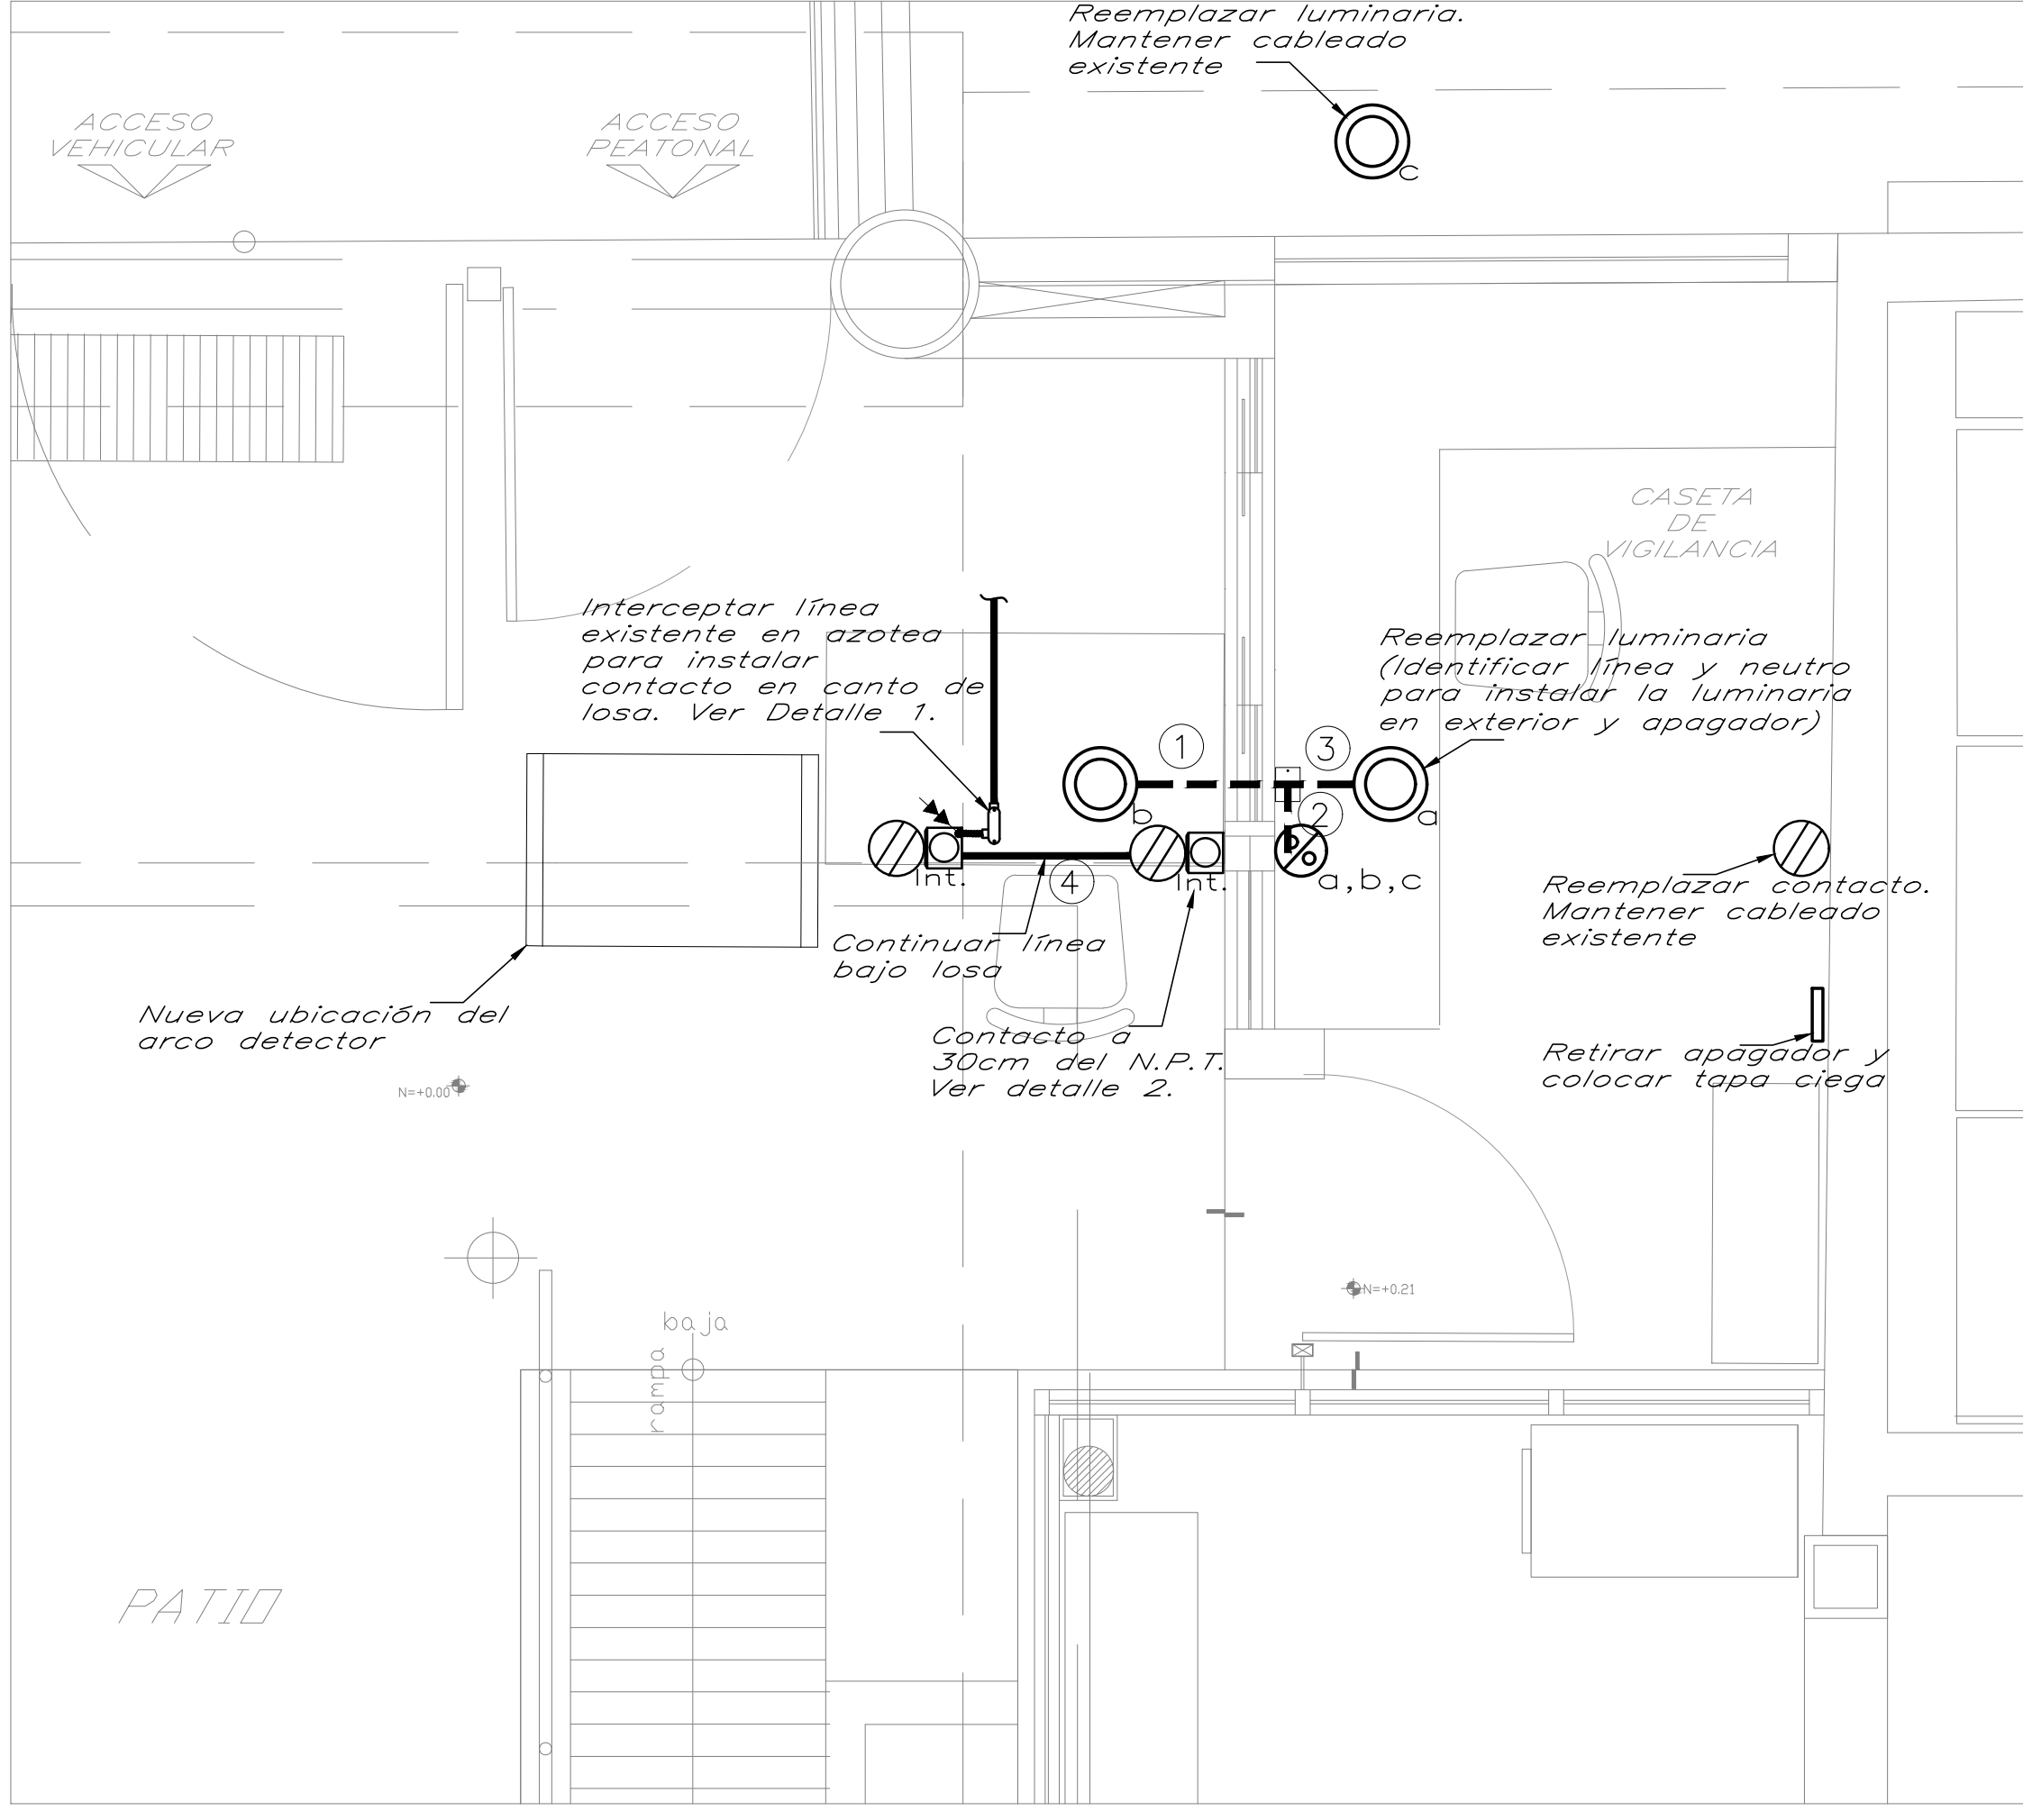 Reemplazar luminaria.
Mantener cableado
existente
c
ACCESO
VEHICULAR
ACCESO
PEATONAL
CASETA
DE
VIGILANCIA
Interceptar línea
existente en azotea
para instalar
contacto en canto de
losa. Ver Detalle 1.
Reemplazar luminaria
(Identificar línea y neutro
para instalar la luminaria
en exterior y apagador)
1
3
b
2
a
Int.
4
Int.
a,b,c
Reemplazar contacto.
Mantener cableado
existente
Continuar línea
bajo losa
Nueva ubicación del
arco detector
Contacto a
30cm del N.P.T.
Ver detalle 2.
Retirar apagador y
colocar tapa ciega
N=+0.00
N=+0.21
baja
rampa
PATIO